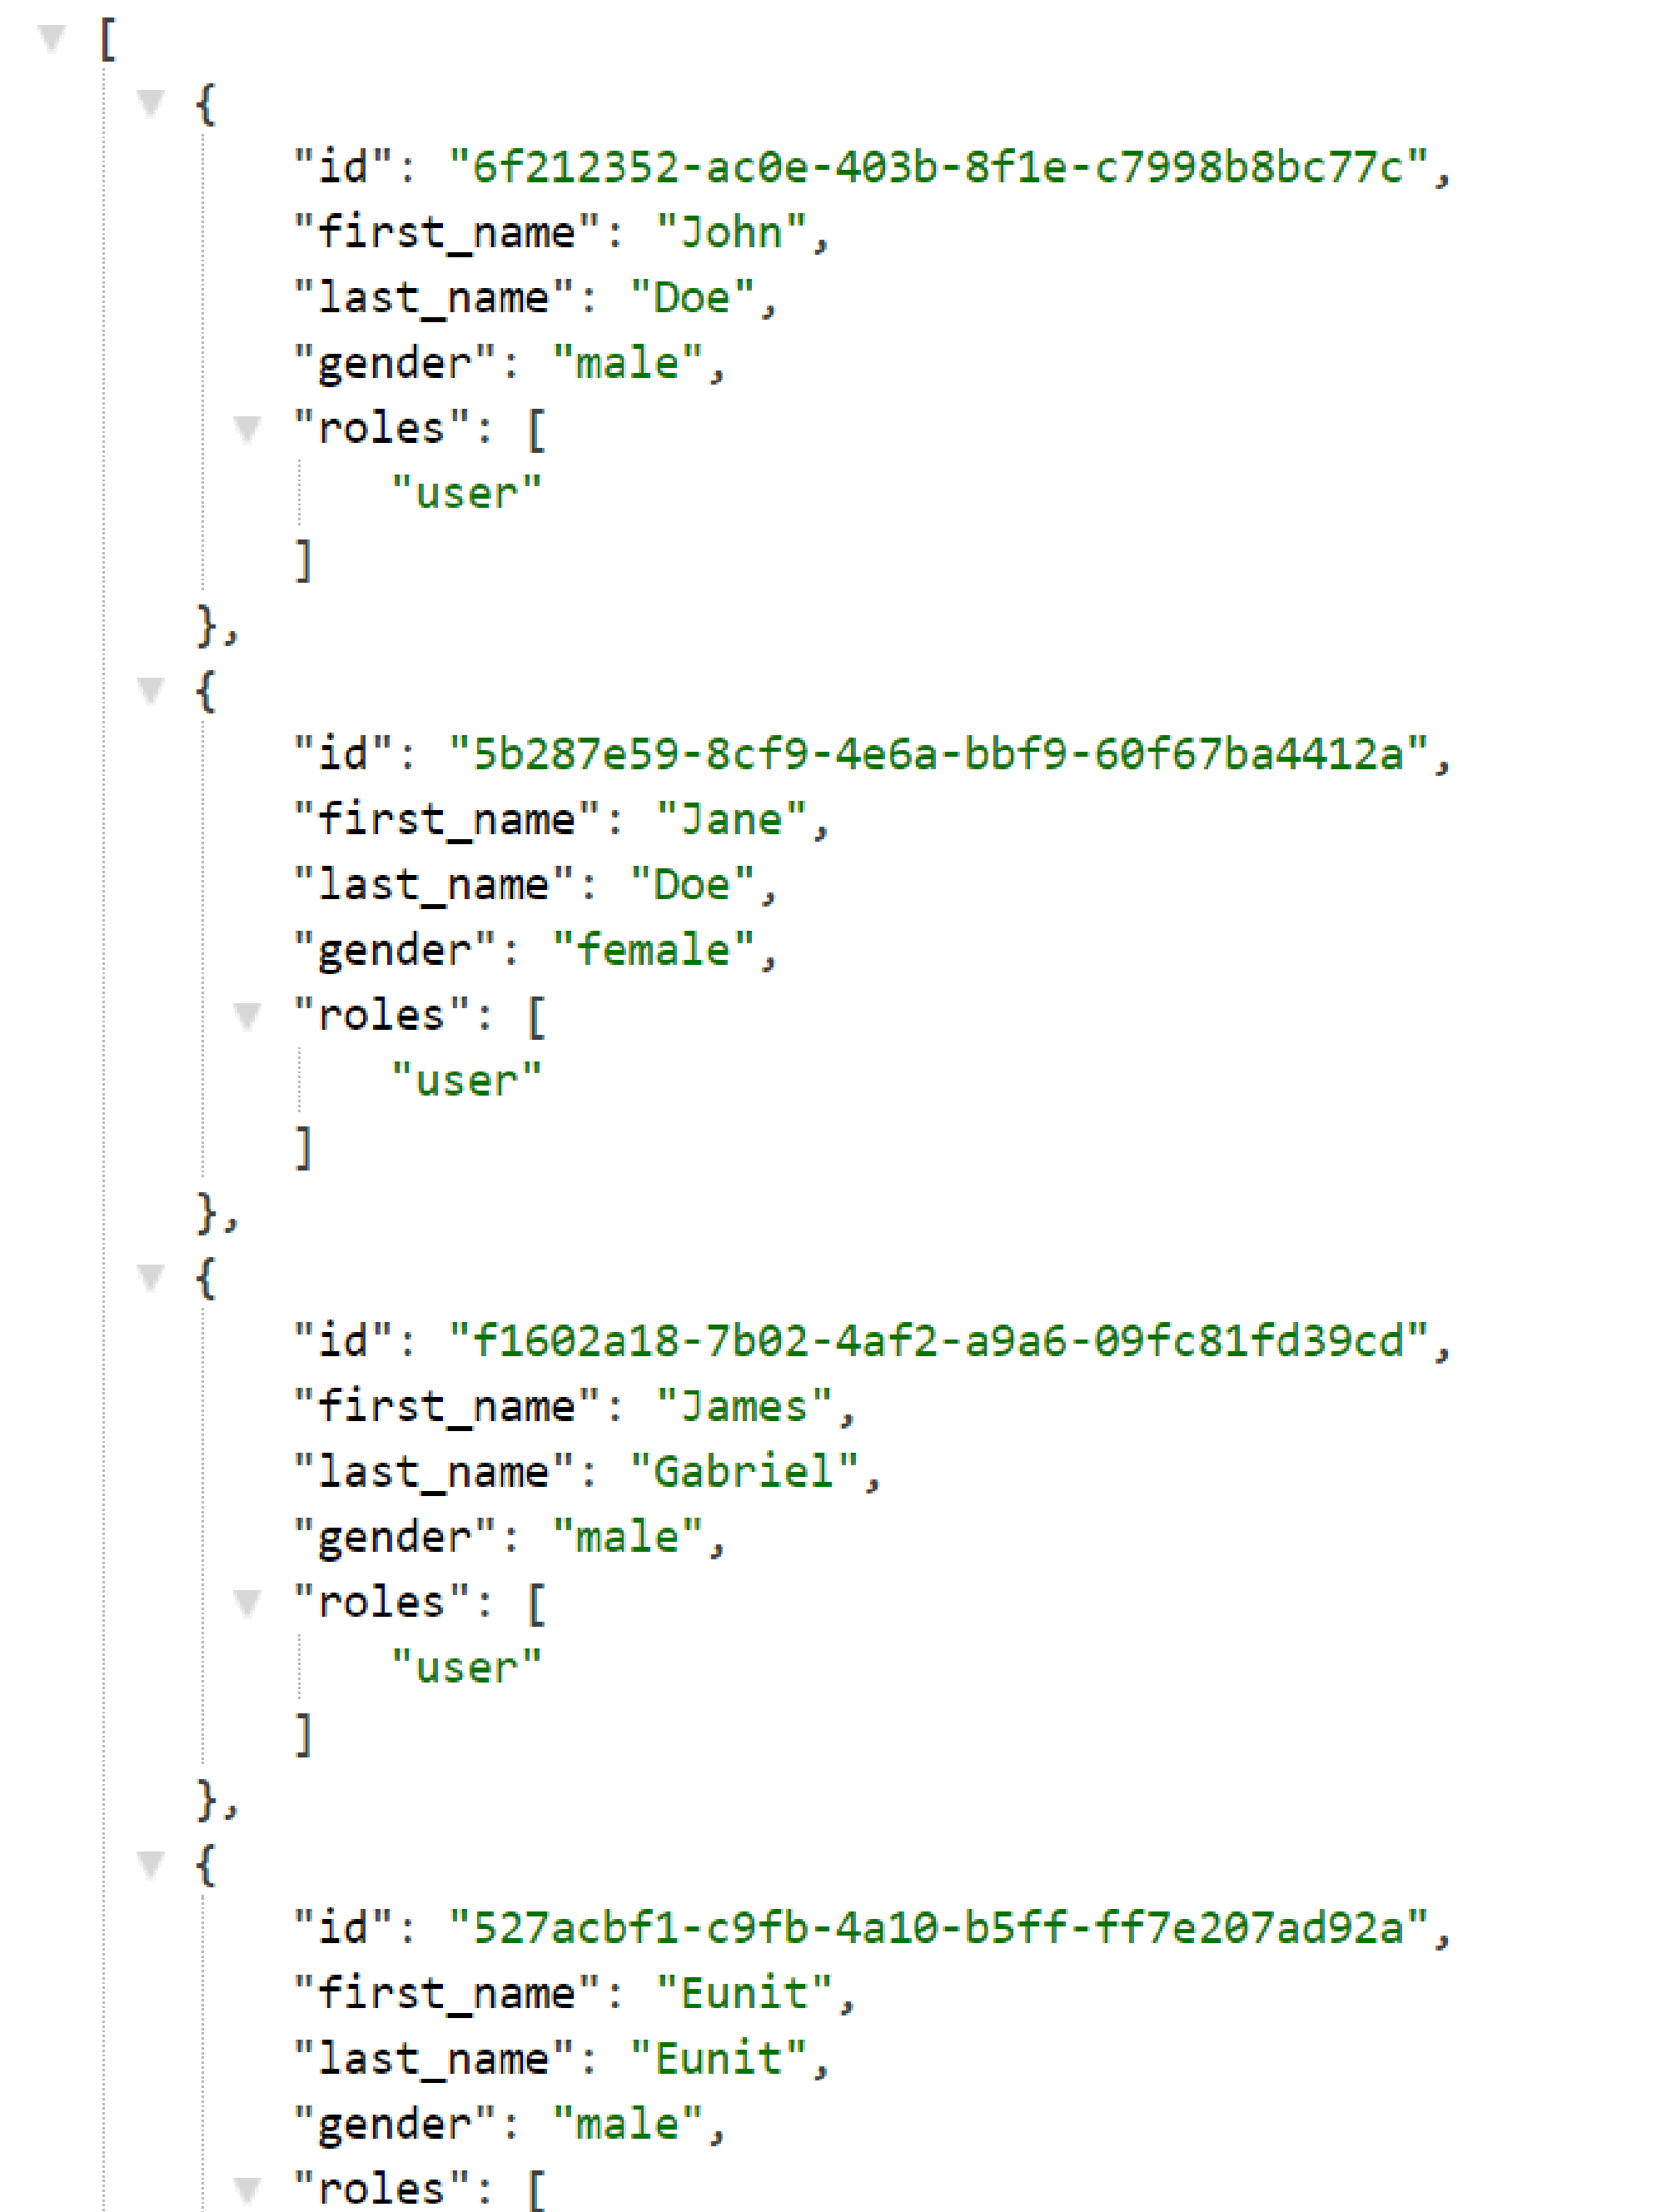 [
{
"id": "6f212352-ac0e-403b-8f1e-c7998b8bc77c",
"first_name": "John",
"last_name": "Doe",
"gender": "male",
"roles": [
"user"
]
},
{
"id": "5b287e59-8cf9-4e6a-bbf9-60f67ba4412a",
"first_name": "Jane",
"last_name": "Doe",
"gender": "female",
"roles": [
"user"
]
},
{
"id": "f1602a18-7b02-4af2-a9a6-09fc81fd39cd",
"first_name": "James",
"last_name": "Gabriel",
"gender": "male",
"roles": [
"user"
]
},
{
"id": "527acbf1-c9fb-4a10-b5ff-ff7e207ad92a",
"first_name": "Eunit",
"last_name": "Eunit",
"gender": "male",
"roles": [